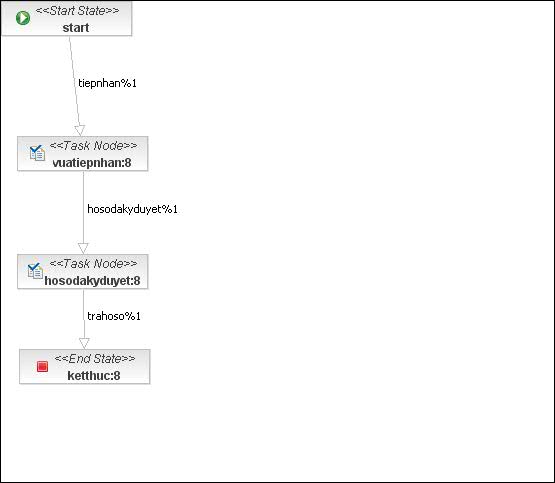 <<Start State>>
start
tiepnhan%1
<<Task Node>>
vuatiepnhan:8
hosodakyduyet%1
<<Task Node>>
hosodakyduyet:8
trahoso%1
<<End State>>
ketthuc:8